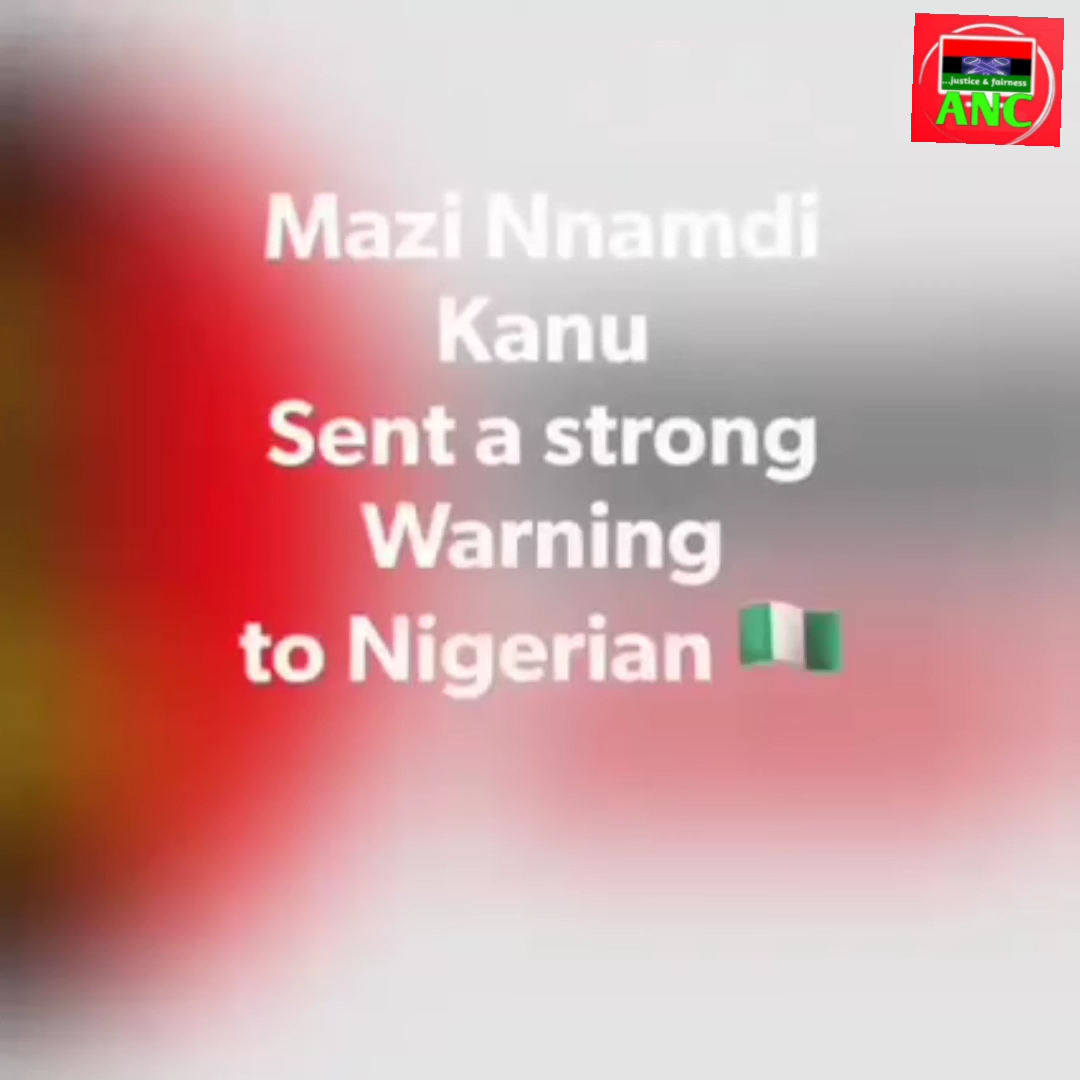 ...justice & fairness
ANC
Mazi Nnamdi
Kanu
Sent a strong
Warning
to Nigerian 🇳🇬